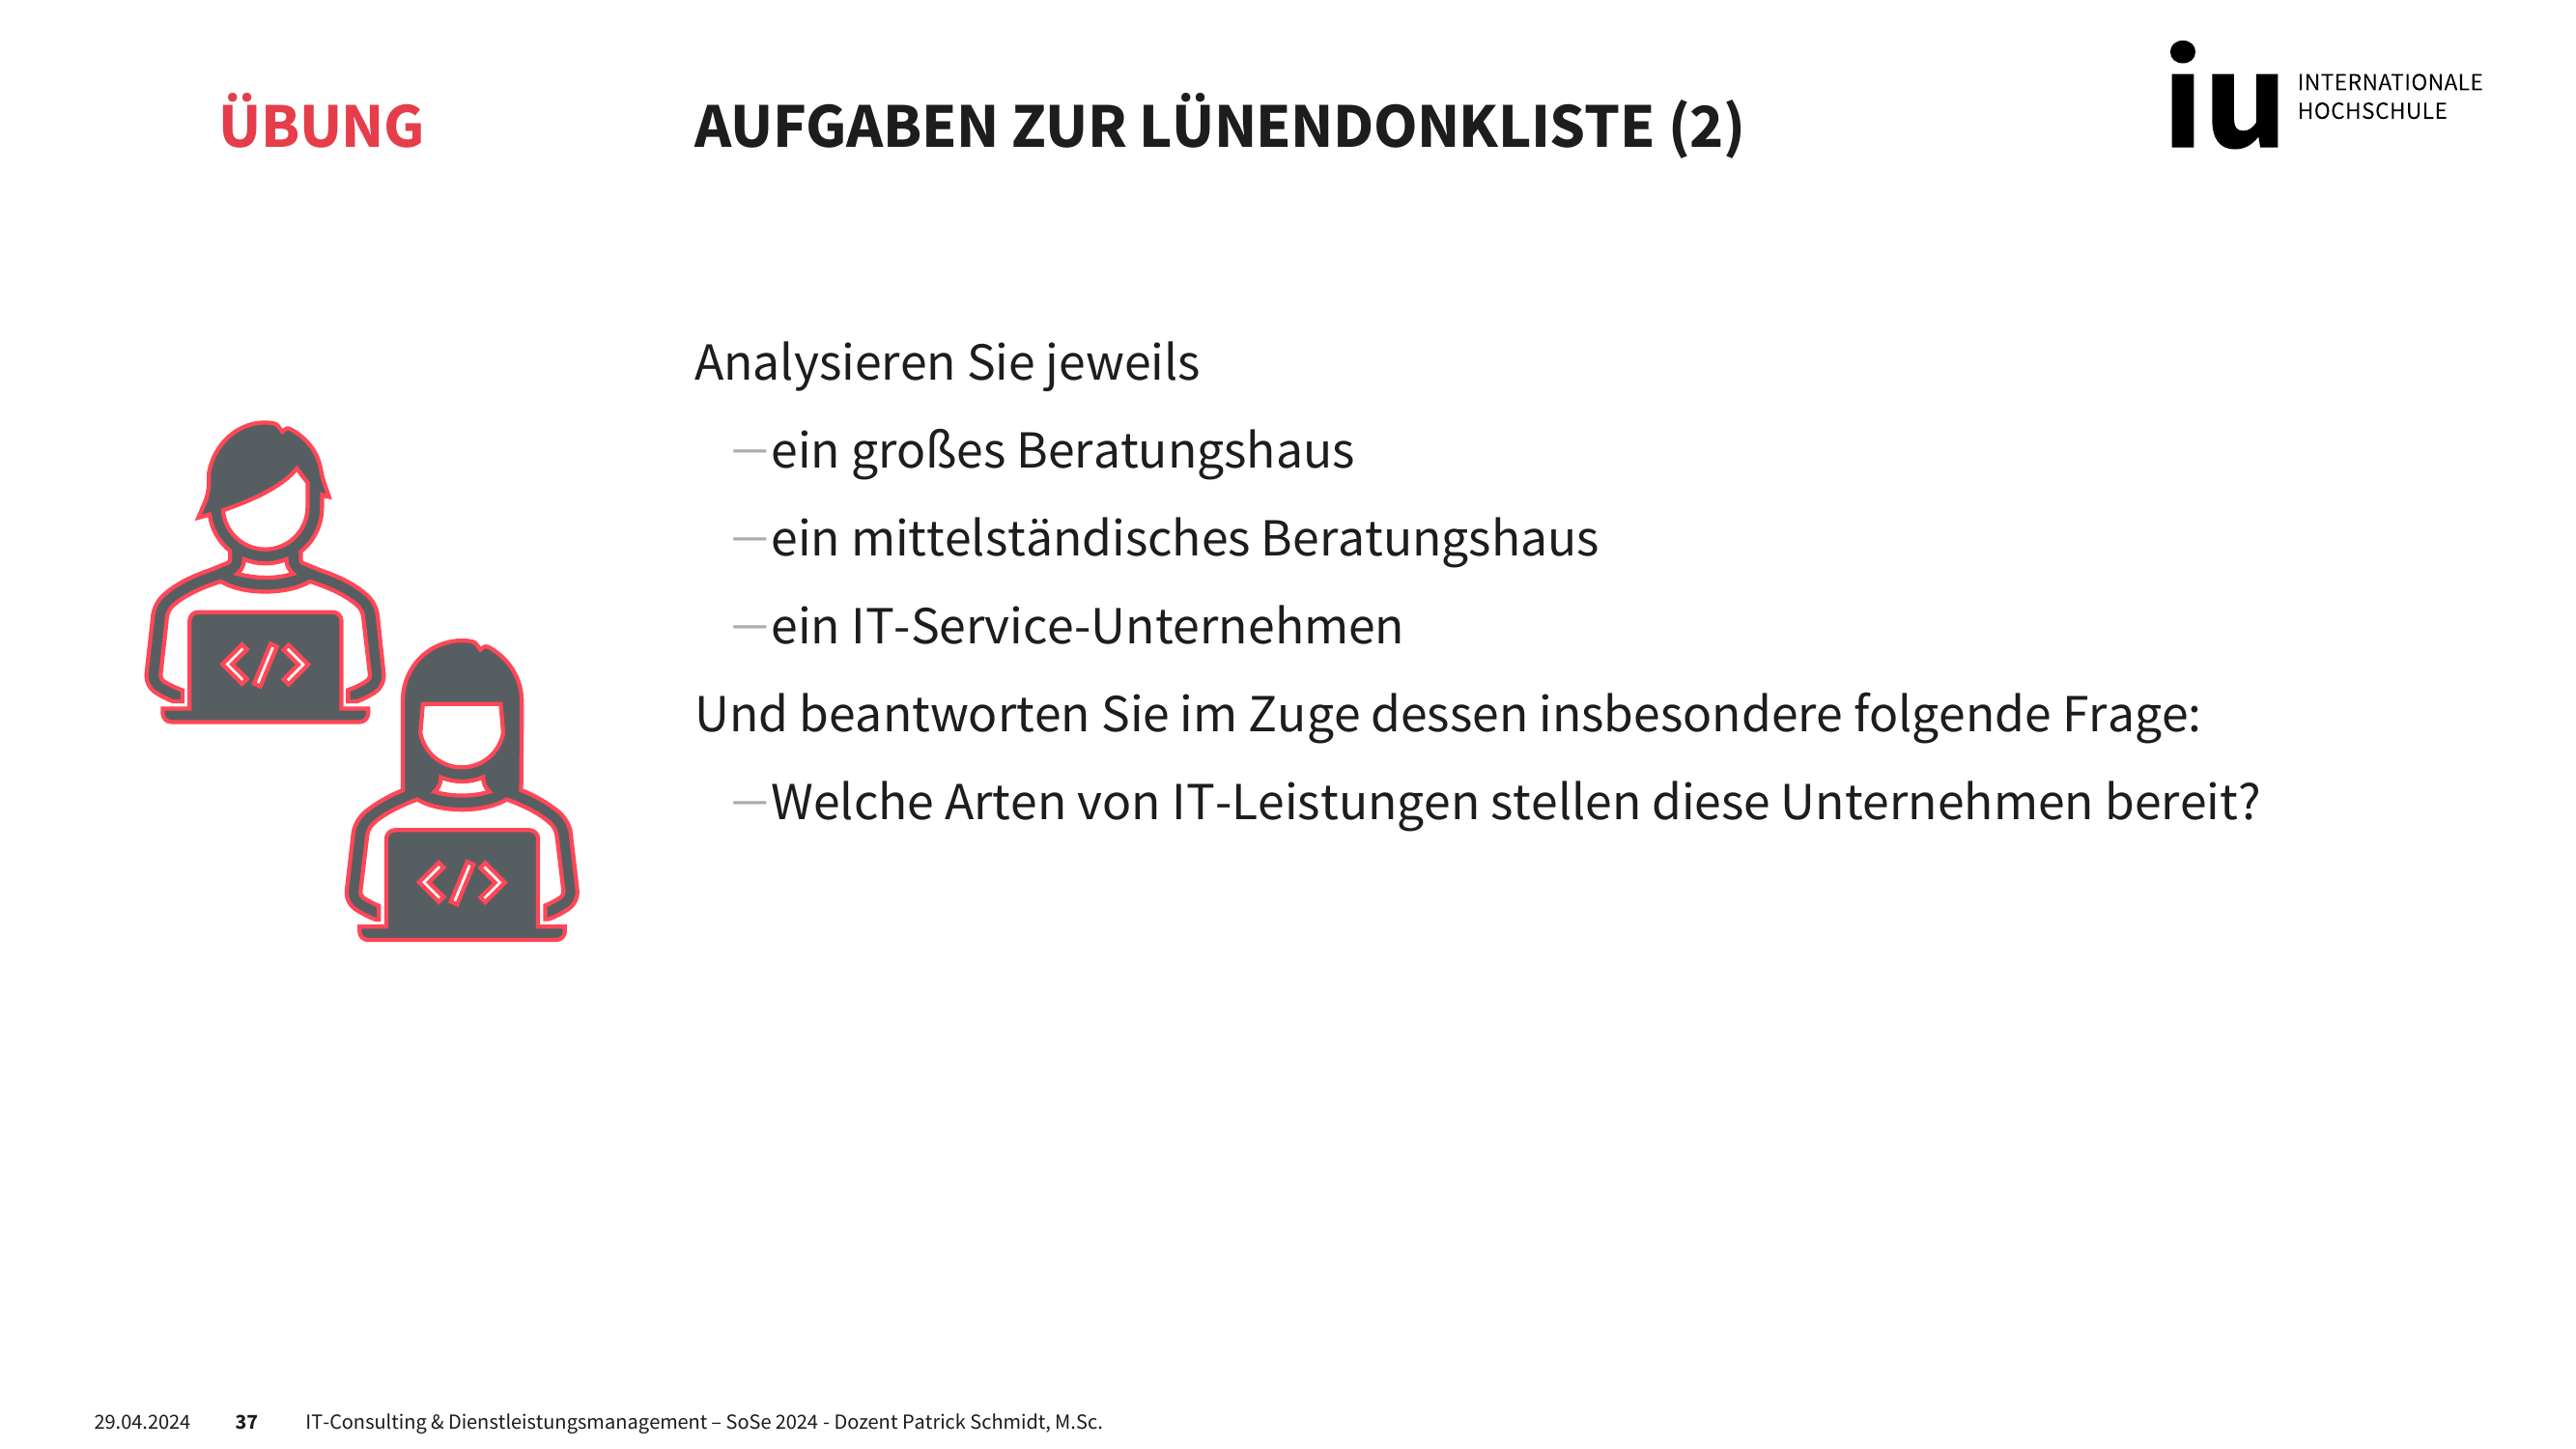 ÜBUNG
AUFGABEN ZUR LÜNENDONKLISTE (2)
iu INTERNATIONALE
HOCHSCHULE
Analysieren Sie jeweils
—ein großes Beratungshaus
—ein mittelständisches Beratungshaus
—ein IT-Service-Unternehmen
Und beantworten Sie im Zuge dessen insbesondere folgende Frage:
—Welche Arten von IT-Leistungen stellen diese Unternehmen bereit?
</>
</>
29.04.2024 37 IT-Consulting & Dienstleistungsmanagement – SoSe 2024 - Dozent Patrick Schmidt, M.Sc.